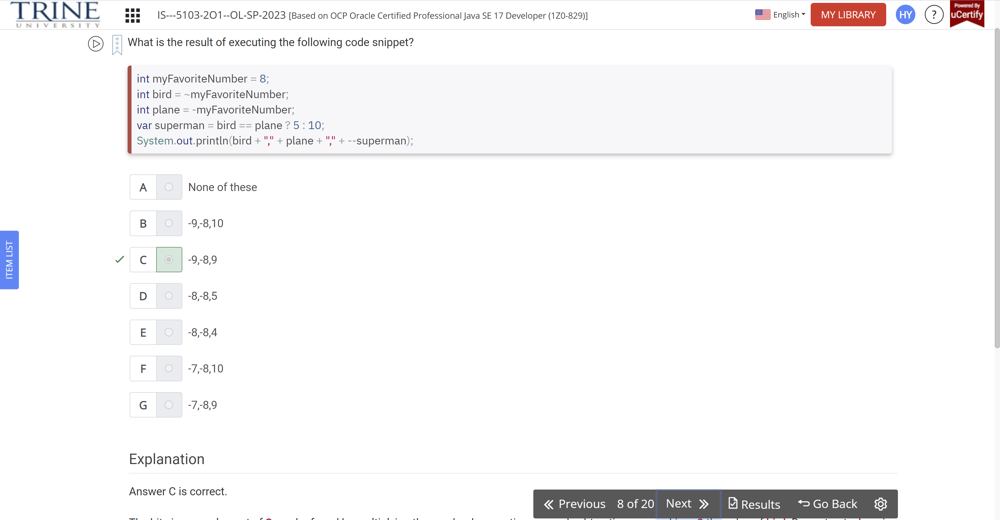 TRINE
UNIVERSITY
IS---5103-2O1--OL-SP-2023 [Based on OCP Oracle Certified Professional Java SE 17 Developer (1Z0-829)]
English
MY LIBRARY
HY
?
Powered By
uCertify
What is the result of executing the following code snippet?
int myFavoriteNumber = 8;
int bird = ~myFavoriteNumber;
int plane = -myFavoriteNumber;
var superman = bird == plane ? 5 : 10;
System.out.println(bird + "," + plane + "," + --superman);
A None of these
B -9,-8,10
C -9,-8,9
D -8,-8,5
E -8,-8,4
F -7,-8,10
G -7,-8,9
ITEM LIST
Explanation
Answer C is correct.
Previous 8 of 20 Next Results Go Back